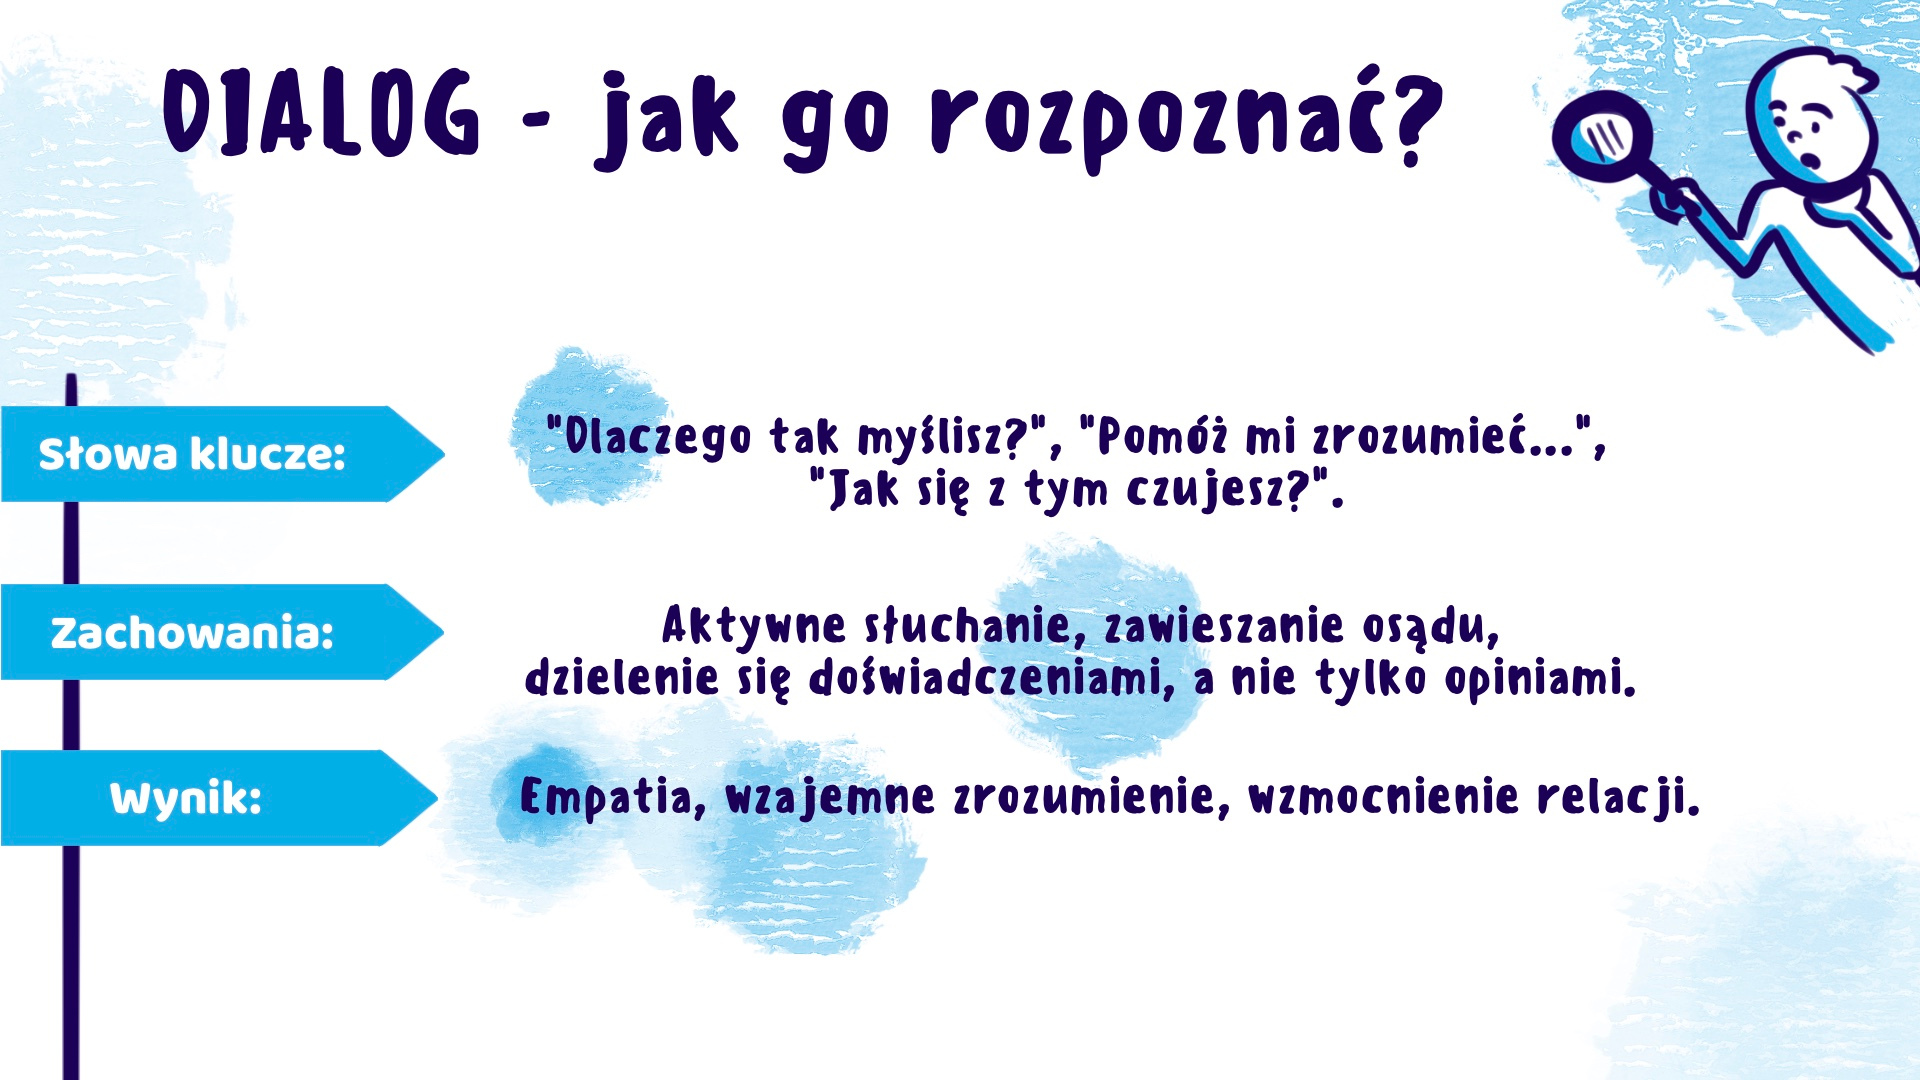 DIALOG - jak go rozpoznać?
Słowa klucze:
"Dlaczego tak myślisz?", "Pomóż mi zrozumieć...",
"Jak się z tym czujesz?".
Zachowania:
Aktywne słuchanie, zawieszanie osądu,
dzielenie się doświadczeniami, a nie tylko opiniami.
Wynik:
Empatia, wzajemne zrozumienie, wzmocnienie relacji.